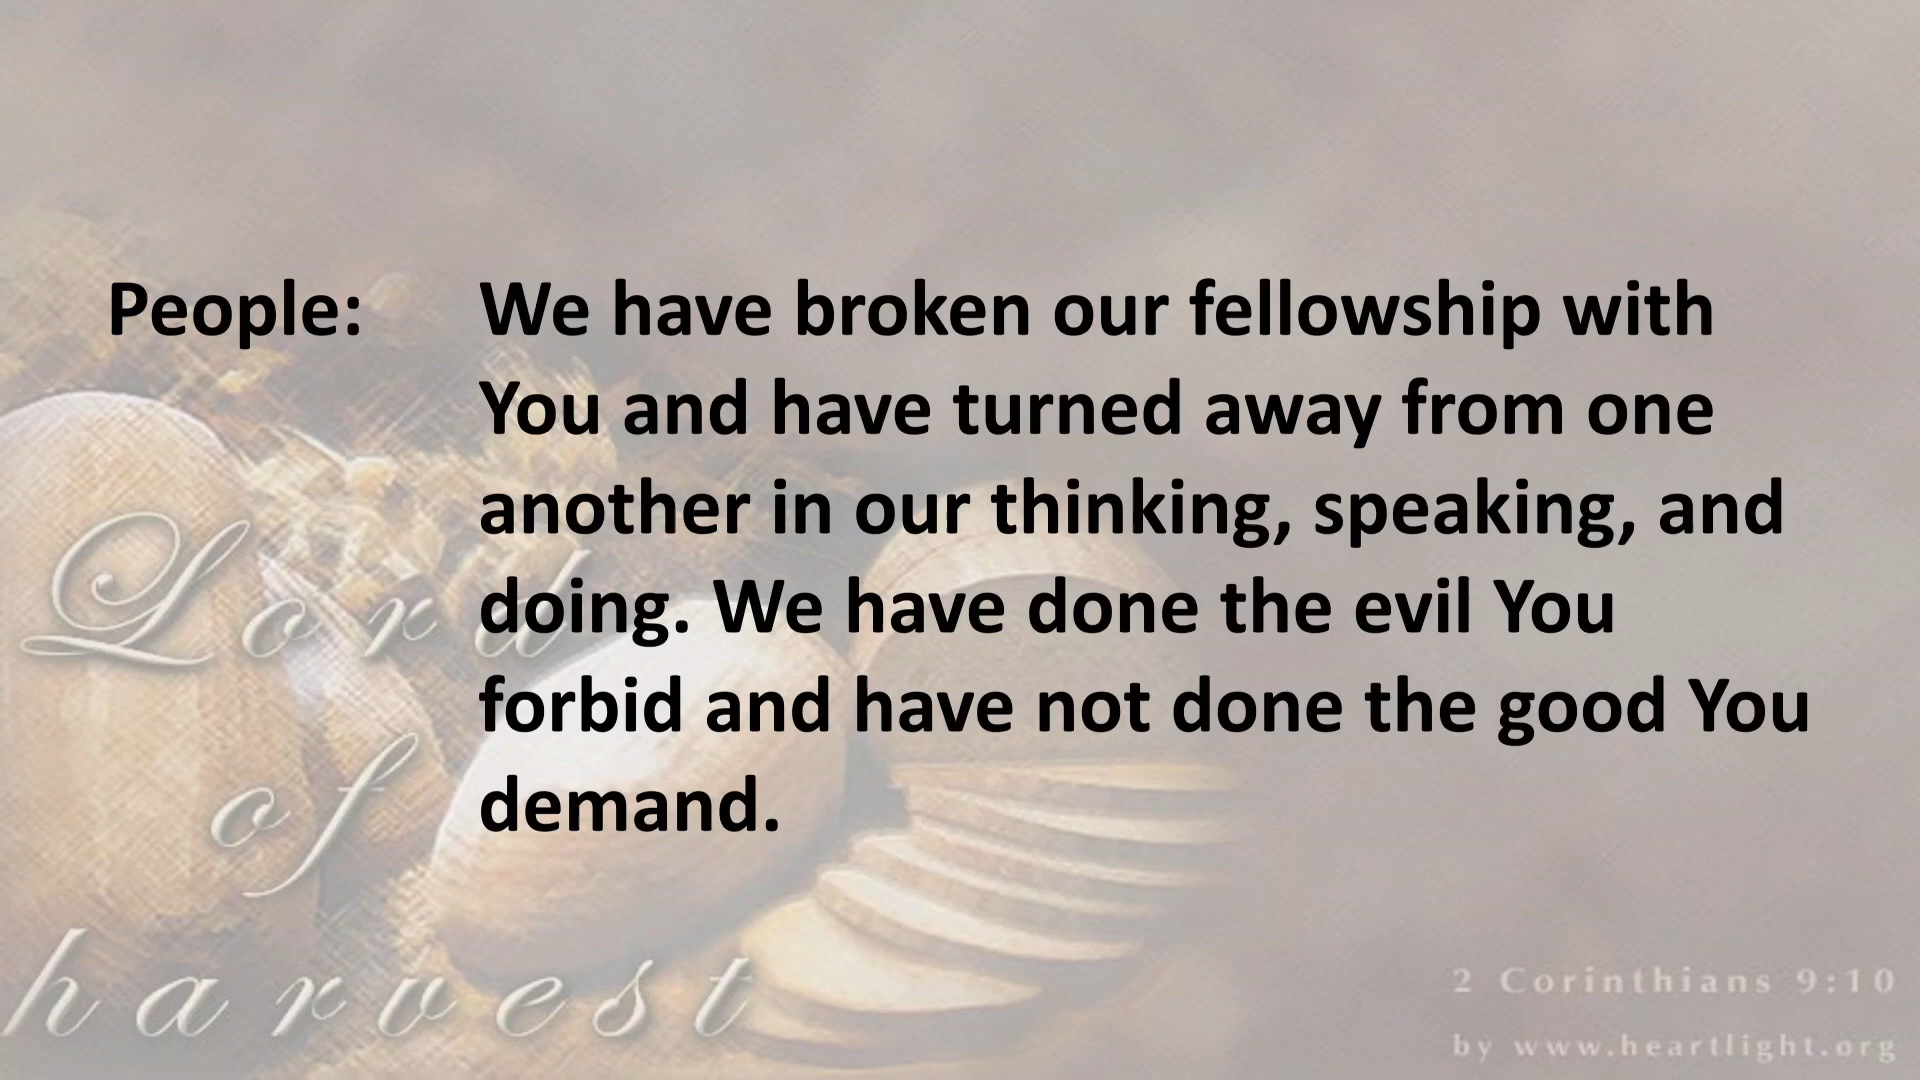 People: We have broken our fellowship with
You and have turned away from one
another in our thinking, speaking, and
doing. We have done the evil You
forbid and have not done the good You
demand.
Lord
of
harvest
2 Corinthians 9:10
by www.heartlight.org